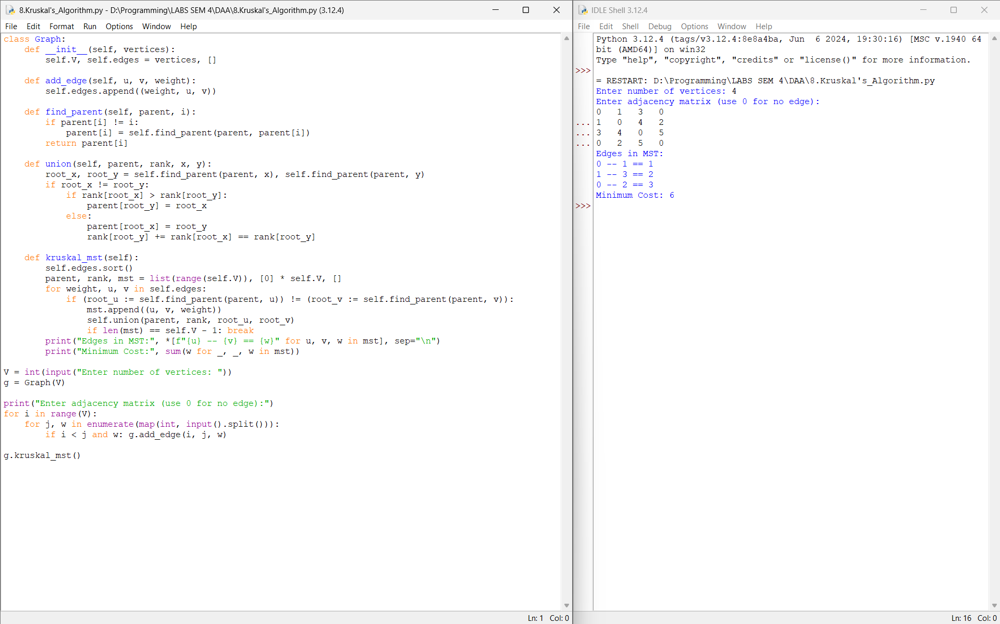 8.Kruskal's_Algorithm.py - D:\Programming\LABS SEM 4\DAA\8.Kruskal's_Algorithm.py (3.12.4)
File Edit Format Run Options Window Help
class Graph:
    def __init__(self, vertices):
        self.V, self.edges = vertices, []

    def add_edge(self, u, v, weight):
        self.edges.append((weight, u, v))

    def find_parent(self, parent, i):
        if parent[i] != i:
            parent[i] = self.find_parent(parent, parent[i])
        return parent[i]

    def union(self, parent, rank, x, y):
        root_x, root_y = self.find_parent(parent, x), self.find_parent(parent, y)
        if root_x != root_y:
            if rank[root_x] > rank[root_y]:
                parent[root_y] = root_x
            else:
                parent[root_x] = root_y
                rank[root_y] += rank[root_x] == rank[root_y]

    def kruskal_mst(self):
        self.edges.sort()
        parent, rank, mst = list(range(self.V)), [0] * self.V, []
        for weight, u, v in self.edges:
            if (root_u := self.find_parent(parent, u)) != (root_v := self.find_parent(parent, v)):
                mst.append((u, v, weight))
                self.union(parent, rank, root_u, root_v)
                if len(mst) == self.V - 1: break
        print("Edges in MST:", *[f"{u} -- {v} == {w}" for u, v, w in mst], sep="\n")
        print("Minimum Cost:", sum(w for _, _, w in mst))

V = int(input("Enter number of vertices: "))
g = Graph(V)

print("Enter adjacency matrix (use 0 for no edge):")
for i in range(V):
    for j, w in enumerate(map(int, input().split())):
        if i < j and w: g.add_edge(i, j, w)

g.kruskal_mst()
Ln: 1 Col: 0
IDLE Shell 3.12.4
File Edit Shell Debug Options Window Help
Python 3.12.4 (tags/v3.12.4:8e8a4ba, Jun  6 2024, 19:30:16) [MSC v.1940 64
bit (AMD64)] on win32
Type "help", "copyright", "credits" or "license()" for more information.
>>>
= RESTART: D:\Programming\LABS SEM 4\DAA\8.Kruskal's_Algorithm.py
Enter number of vertices: 4
Enter adjacency matrix (use 0 for no edge):
0   1   3   0
... 1   0   4   2
... 3   4   0   5
... 0   2   5   0
Edges in MST:
0 -- 1 == 1
1 -- 3 == 2
0 -- 2 == 3
Minimum Cost: 6
>>>
Ln: 16 Col: 0